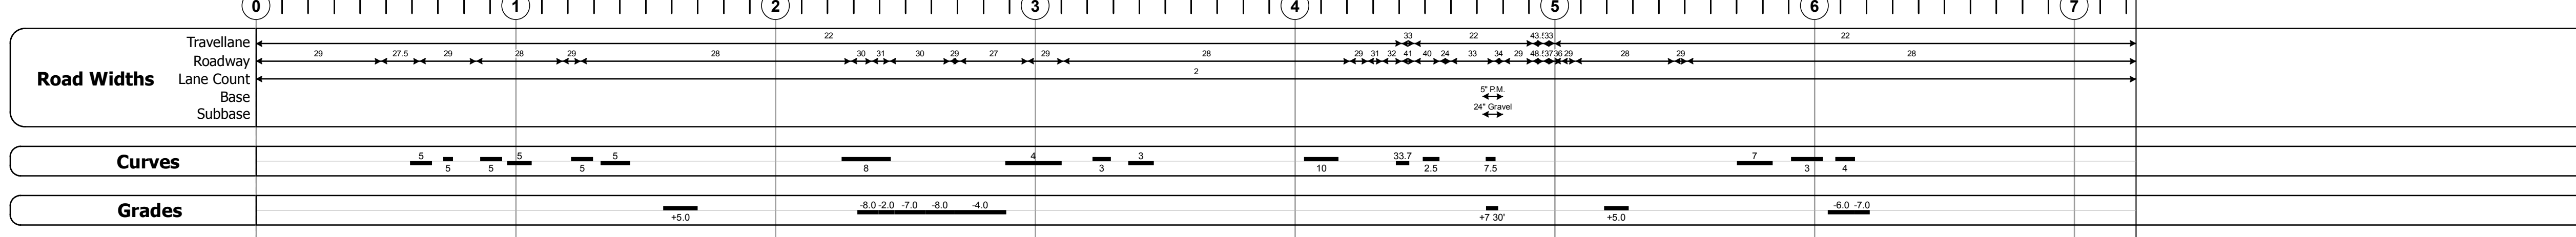 0 1 2 3 4 5 6 7
22 33 22 43.5 33 22
Travellane
29 27.5 29 28 29 28 30 31 30 29 27 29 28 29 31 32 41 40 24 33 34 29 48.5 37 36 29 28 29 28
Roadway
2
Road Widths
Lane Count
5" P.M.
Base
24" Gravel
Subbase
5 5 5 4 3 33.7 7
Curves
5 5 5 8 3 10 2.5 7.5 3 4
-8.0 -2.0 -7.0 -8.0 -4.0 -6.0 -7.0
Grades
+5.0 +7 30' +5.0